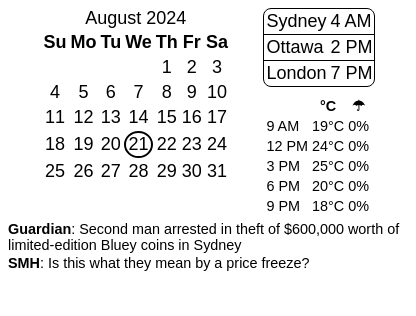 August 2024
Su Mo Tu We Th Fr Sa
1 2 3
4 5 6 7 8 9 10
11 12 13 14 15 16 17
18 19 20 21 22 23 24
25 26 27 28 29 30 31
Sydney 4 AM
Ottawa 2 PM
London 7 PM
°C ☂
9 AM 19°C 0%
12 PM 24°C 0%
3 PM 25°C 0%
6 PM 20°C 0%
9 PM 18°C 0%
Guardian: Second man arrested in theft of $600,000 worth of
limited-edition Bluey coins in Sydney
SMH: Is this what they mean by a price freeze?